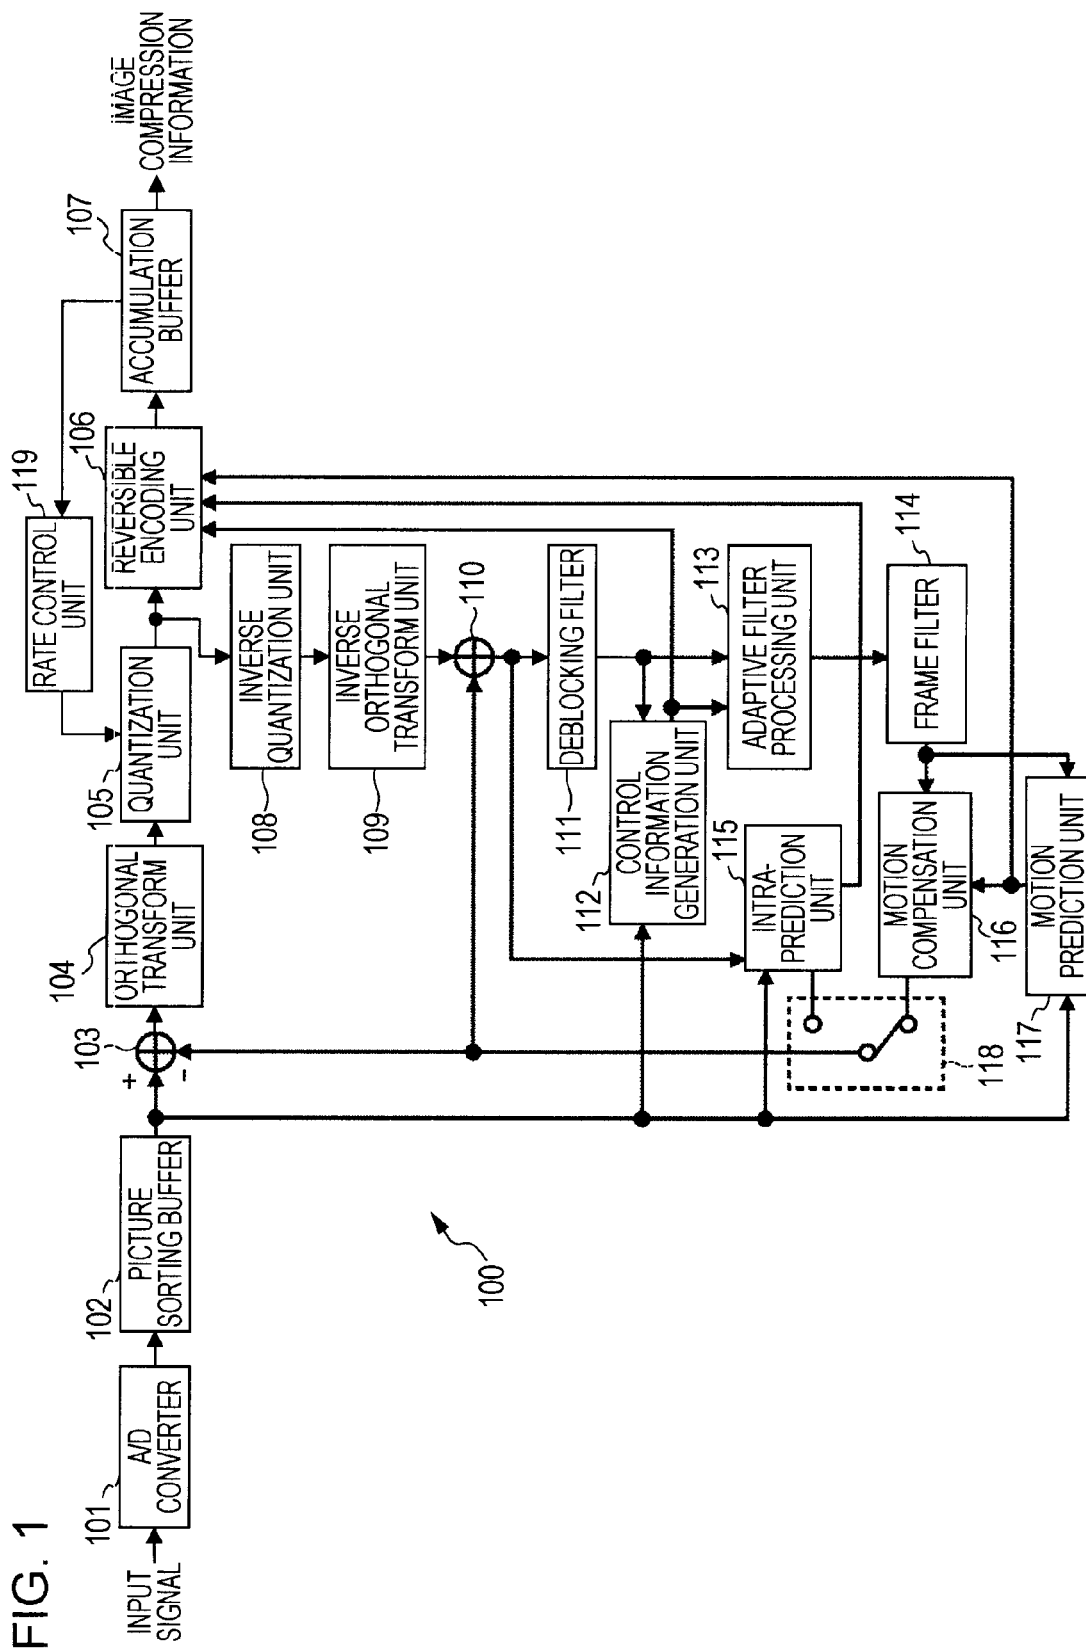 FIG. 1
INPUT
SIGNAL
101
A/D
CONVERTER
102
PICTURE
SORTING BUFFER
103
+
-
104
ORTHOGONAL
TRANSFORM
UNIT
105
QUANTIZATION
UNIT
119
RATE CONTROL
UNIT
106
REVERSIBLE
ENCODING
UNIT
107
ACCUMULATION
BUFFER
IMAGE
COMPRESSION
INFORMATION
108
INVERSE
QUANTIZATION UNIT
109
INVERSE
ORTHOGONAL
TRANSFORM UNIT
110
111
DEBLOCKING FILTER
112
CONTROL
INFORMATION
GENERATION UNIT
113
ADAPTIVE FILTER
PROCESSING UNIT
114
FRAME FILTER
115
INTRA-
PREDICTION
UNIT
116
MOTION
COMPENSATION
UNIT
117
MOTION
PREDICTION UNIT
118
100